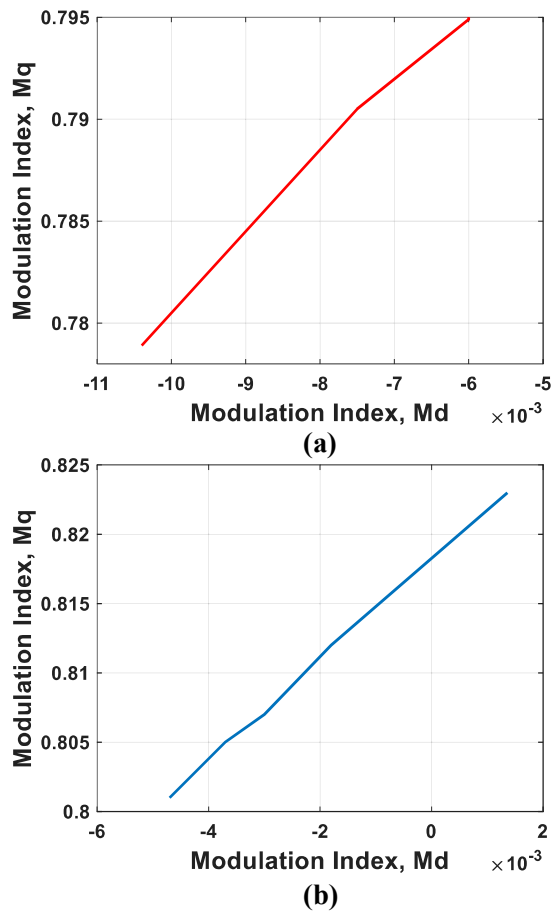 0.795
0.79
0.785
0.78
Modulation Index, Mq
-11 -10 -9 -8 -7 -6 -5
Modulation Index, Md ×10-3
(a)
0.825
0.82
0.815
0.81
0.805
0.8
Modulation Index, Mq
-6 -4 -2 0 2
Modulation Index, Md ×10-3
(b)